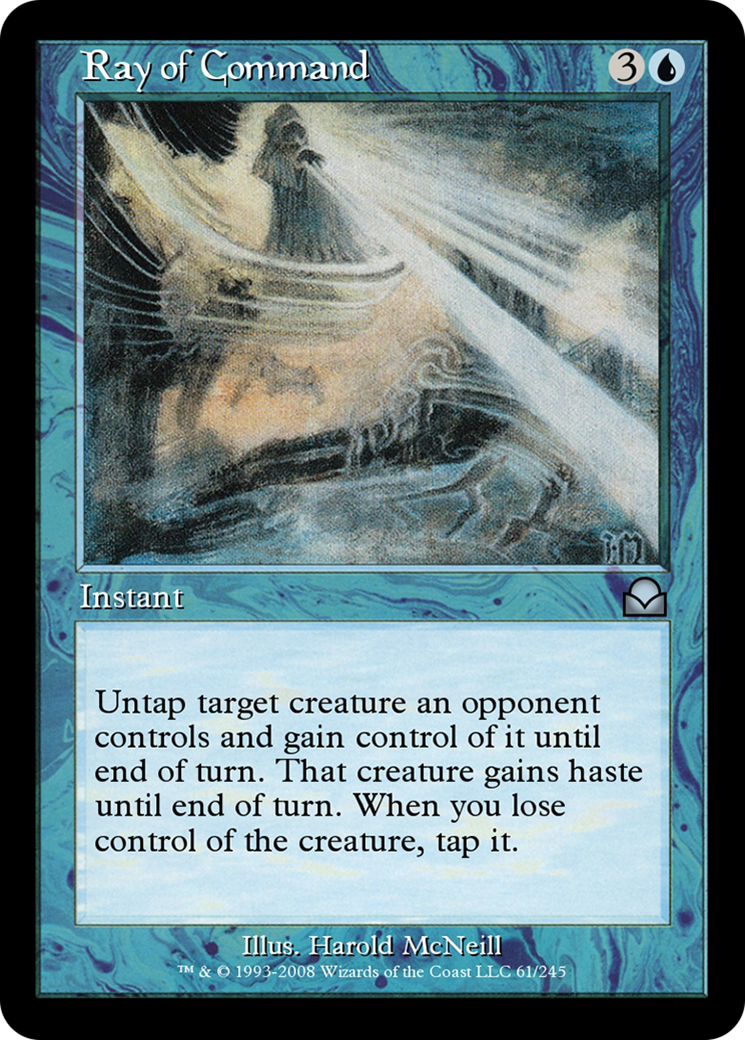 Ray of Command
3
Instant
Untap target creature an opponent
controls and gain control of it until
end of turn. That creature gains haste
until end of turn. When you lose
control of the creature, tap it.
Illus. Harold McNeill
™ & © 1993-2008 Wizards of the Coast LLC 61/245